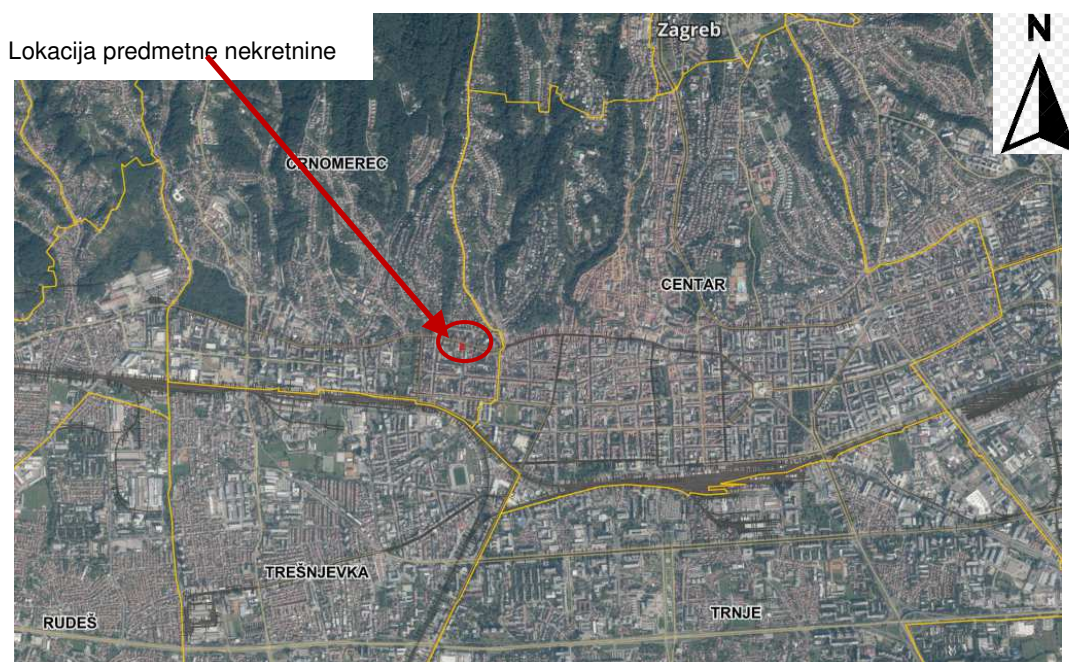 Zagreb
N
Lokacija predmetne nekretnine
ČRNOMEREC
CENTAR
TREŠNJEVKA
TRNJE
RUDEŠ